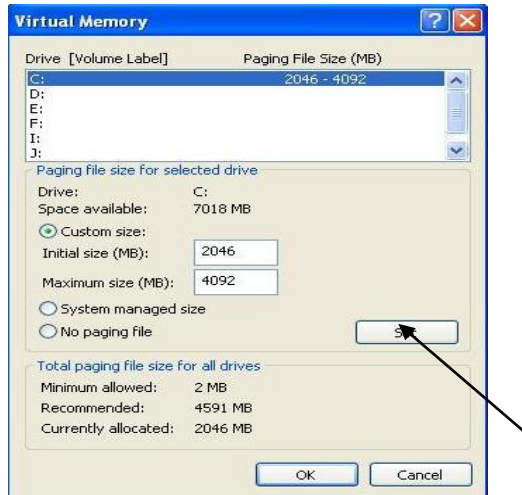 Virtual Memory
Drive [Volume Label] Paging File Size (MB)
C: 2046 - 4092
D:
E:
F:
I:
J:
Paging file size for selected drive
Drive: C:
Space available: 7018 MB
Custom size:
Initial size (MB): 2046
Maximum size (MB): 4092
System managed size
No paging file
Total paging file size for all drives
Minimum allowed: 2 MB
Recommended: 4591 MB
Currently allocated: 2046 MB
OK Cancel